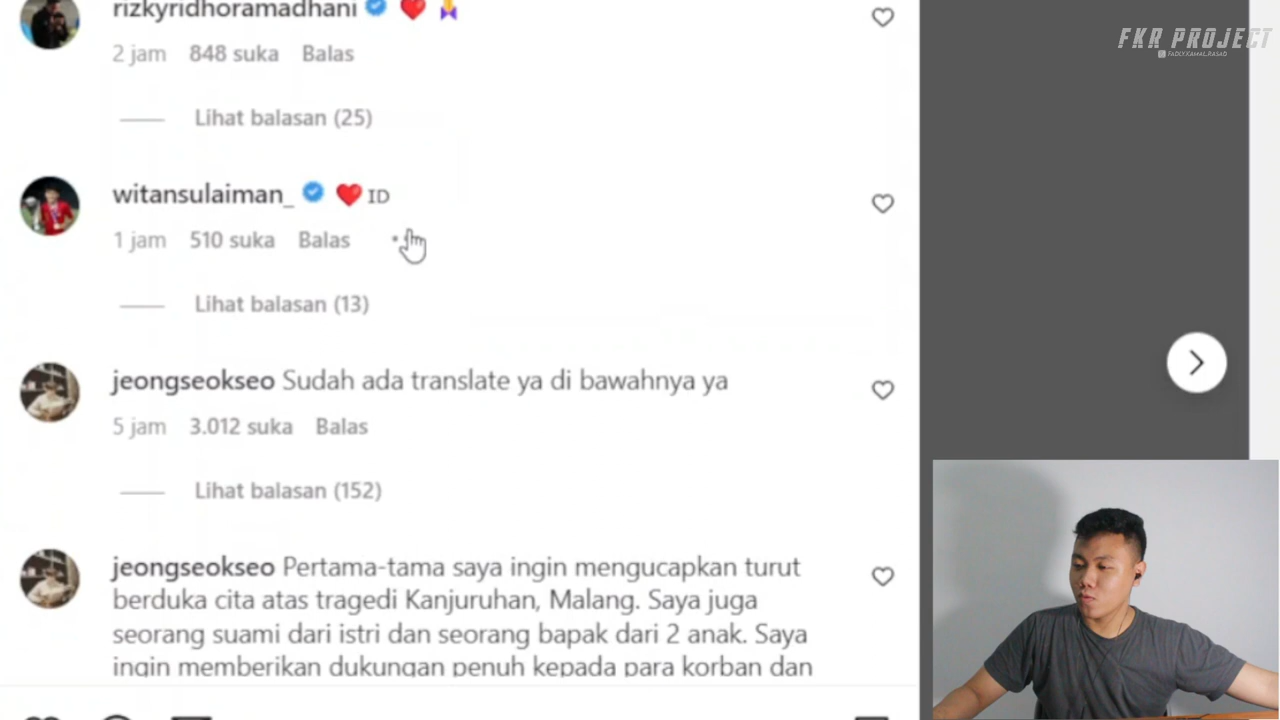 rizkyridhoramadhani
2 jam 848 suka Balas
Lihat balasan (25)
witansulaiman_ ID
1 jam 510 suka Balas
Lihat balasan (13)
jeongseokseo Sudah ada translate ya di bawahnya ya
5 jam 3.012 suka Balas
Lihat balasan (152)
jeongseokseo Pertama-tama saya ingin mengucapkan turut
berduka cita atas tragedi Kanjuruhan, Malang. Saya juga
seorang suami dari istri dan seorang bapak dari 2 anak. Saya
ingin memberikan dukungan penuh kepada para korban dan
FKR PROJECT
FADLY.KAMAL_RASAD